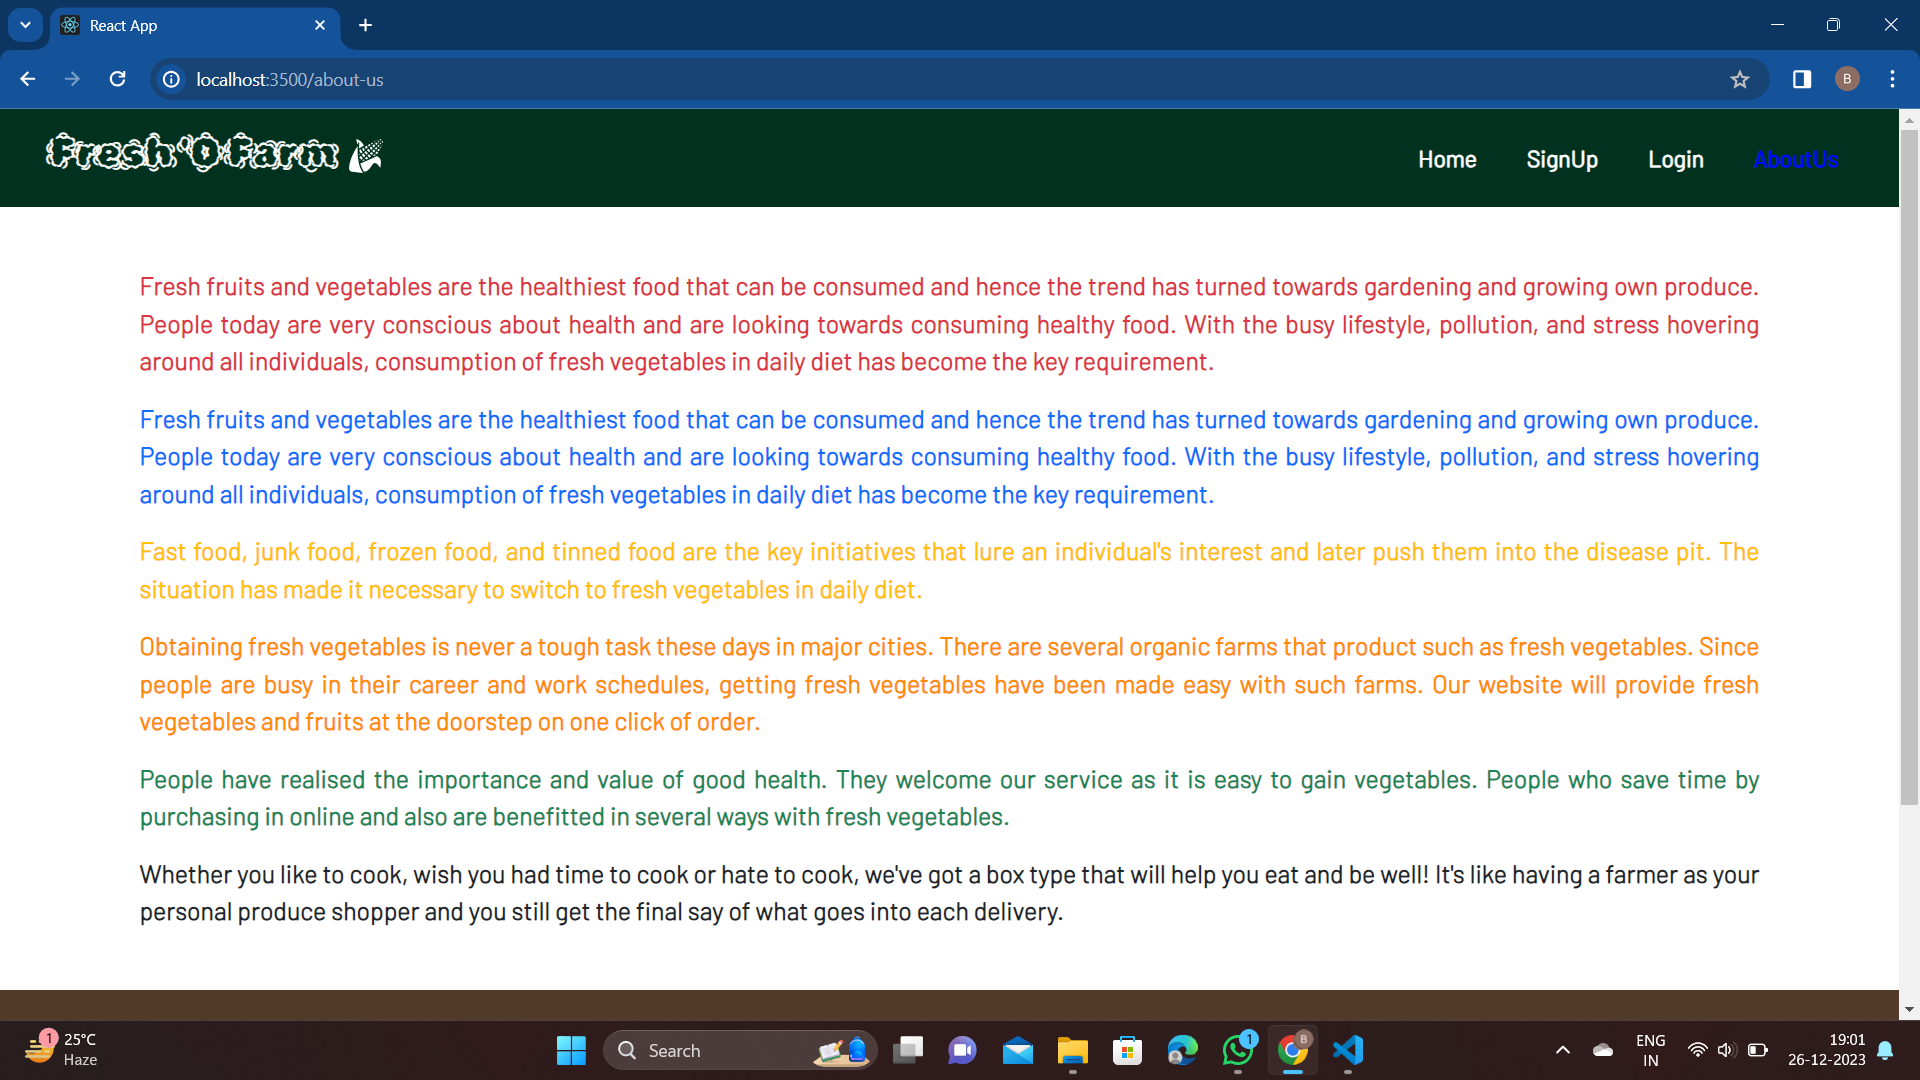 React App
localhost:3500/about-us
B
Fresh'O Farm
Home
SignUp
Login
AboutUs
Fresh fruits and vegetables are the healthiest food that can be consumed and hence the trend has turned towards gardening and growing own produce.
People today are very conscious about health and are looking towards consuming healthy food. With the busy lifestyle, pollution, and stress hovering
around all individuals, consumption of fresh vegetables in daily diet has become the key requirement.
Fresh fruits and vegetables are the healthiest food that can be consumed and hence the trend has turned towards gardening and growing own produce.
People today are very conscious about health and are looking towards consuming healthy food. With the busy lifestyle, pollution, and stress hovering
around all individuals, consumption of fresh vegetables in daily diet has become the key requirement.
Fast food, junk food, frozen food, and tinned food are the key initiatives that lure an individual's interest and later push them into the disease pit. The
situation has made it necessary to switch to fresh vegetables in daily diet.
Obtaining fresh vegetables is never a tough task these days in major cities. There are several organic farms that product such as fresh vegetables. Since
people are busy in their career and work schedules, getting fresh vegetables have been made easy with such farms. Our website will provide fresh
vegetables and fruits at the doorstep on one click of order.
People have realised the importance and value of good health. They welcome our service as it is easy to gain vegetables. People who save time by
purchasing in online and also are benefitted in several ways with fresh vegetables.
Whether you like to cook, wish you had time to cook or hate to cook, we've got a box type that will help you eat and be well! It's like having a farmer as your
personal produce shopper and you still get the final say of what goes into each delivery.
1
25°C
Haze
Search
1
B
ENG
IN
19:01
26-12-2023